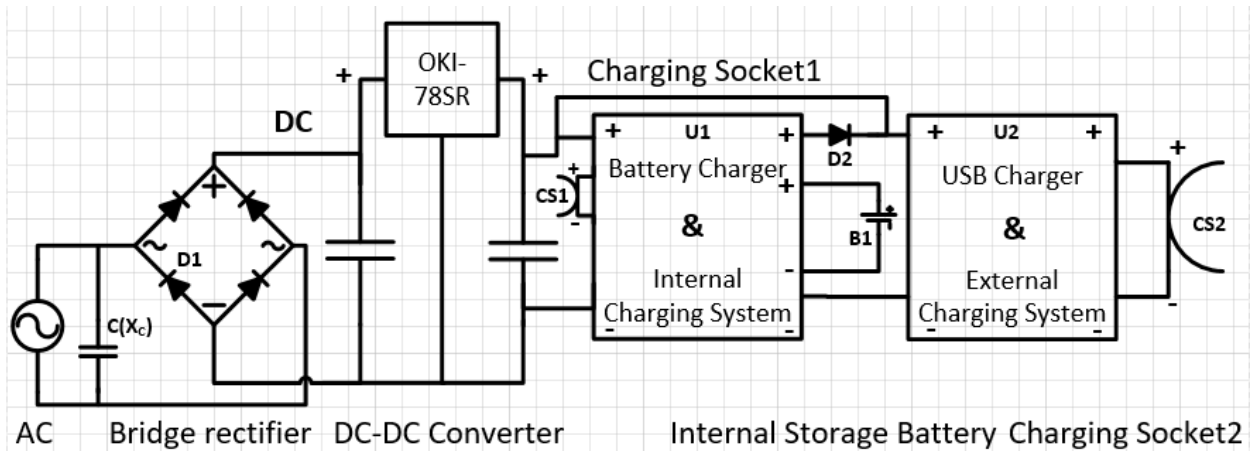 OKI-
78SR
+
+
Charging Socket1
DC
+ U1 +
D2
+ U2 +
Battery Charger
+
USB Charger
+
+
CS1
-
&
B1
&
CS2
+
~ D1 ~
−
Internal
Charging System
-
-
-
External
Charging System
-
-
-
C(Xc)
AC
Bridge rectifier
DC-DC Converter
Internal Storage Battery
Charging Socket2